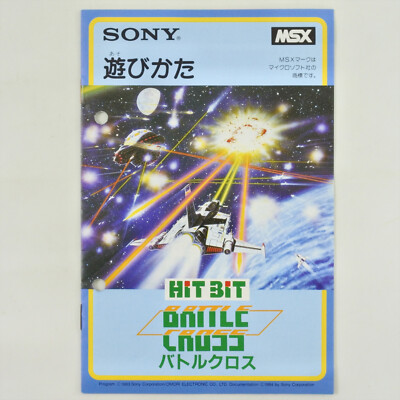 SONY®
MSX
あそ
遊びかた
MSXマークは
マイクロソフト社の
商標です。
HiT BiT
BATTLE
CROSS
バトルクロス